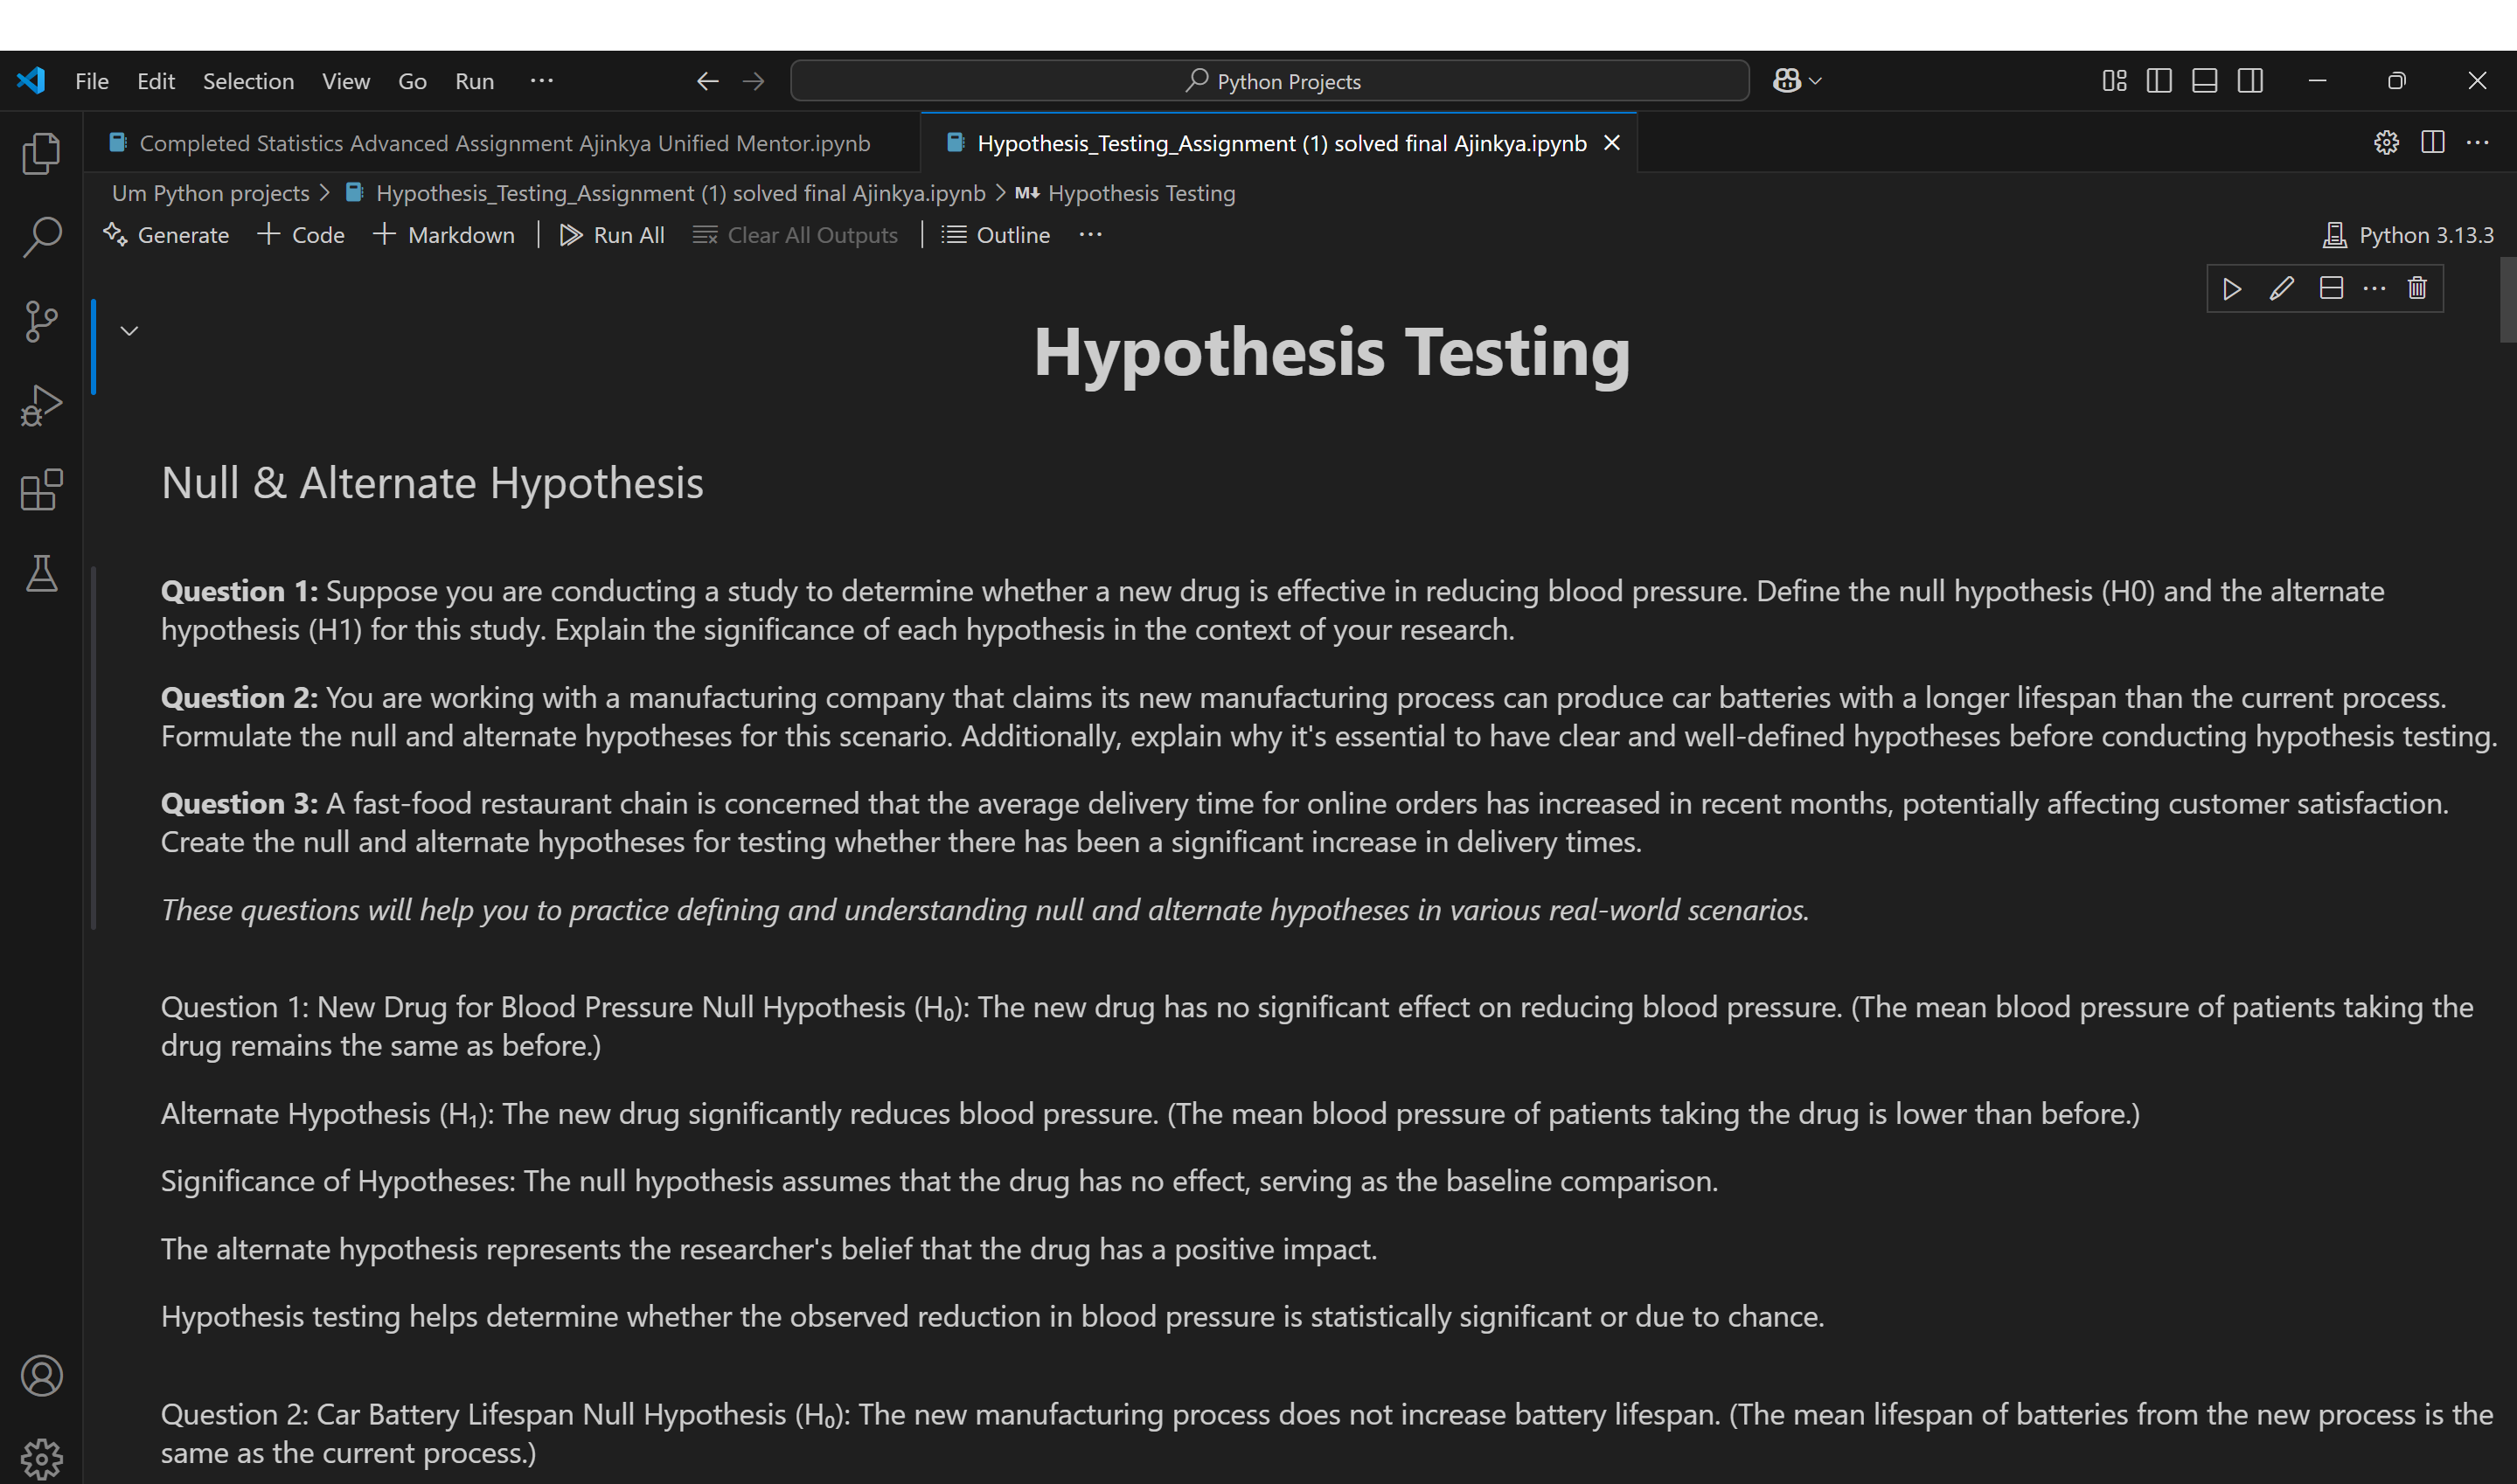 File Edit Selection View Go Run ... Python Projects
Completed Statistics Advanced Assignment Ajinkya Unified Mentor.ipynb
Hypothesis_Testing_Assignment (1) solved final Ajinkya.ipynb
Um Python projects > Hypothesis_Testing_Assignment (1) solved final Ajinkya.ipynb > M↓ Hypothesis Testing
Generate + Code + Markdown | Run All Clear All Outputs | Outline ... Python 3.13.3
Hypothesis Testing
Null & Alternate Hypothesis
Question 1: Suppose you are conducting a study to determine whether a new drug is effective in reducing blood pressure. Define the null hypothesis (H0) and the alternate
hypothesis (H1) for this study. Explain the significance of each hypothesis in the context of your research.
Question 2: You are working with a manufacturing company that claims its new manufacturing process can produce car batteries with a longer lifespan than the current process.
Formulate the null and alternate hypotheses for this scenario. Additionally, explain why it's essential to have clear and well-defined hypotheses before conducting hypothesis testing.
Question 3: A fast-food restaurant chain is concerned that the average delivery time for online orders has increased in recent months, potentially affecting customer satisfaction.
Create the null and alternate hypotheses for testing whether there has been a significant increase in delivery times.
These questions will help you to practice defining and understanding null and alternate hypotheses in various real-world scenarios.
Question 1: New Drug for Blood Pressure Null Hypothesis (H₀): The new drug has no significant effect on reducing blood pressure. (The mean blood pressure of patients taking the
drug remains the same as before.)
Alternate Hypothesis (H₁): The new drug significantly reduces blood pressure. (The mean blood pressure of patients taking the drug is lower than before.)
Significance of Hypotheses: The null hypothesis assumes that the drug has no effect, serving as the baseline comparison.
The alternate hypothesis represents the researcher's belief that the drug has a positive impact.
Hypothesis testing helps determine whether the observed reduction in blood pressure is statistically significant or due to chance.
Question 2: Car Battery Lifespan Null Hypothesis (H₀): The new manufacturing process does not increase battery lifespan. (The mean lifespan of batteries from the new process is the
same as the current process.)